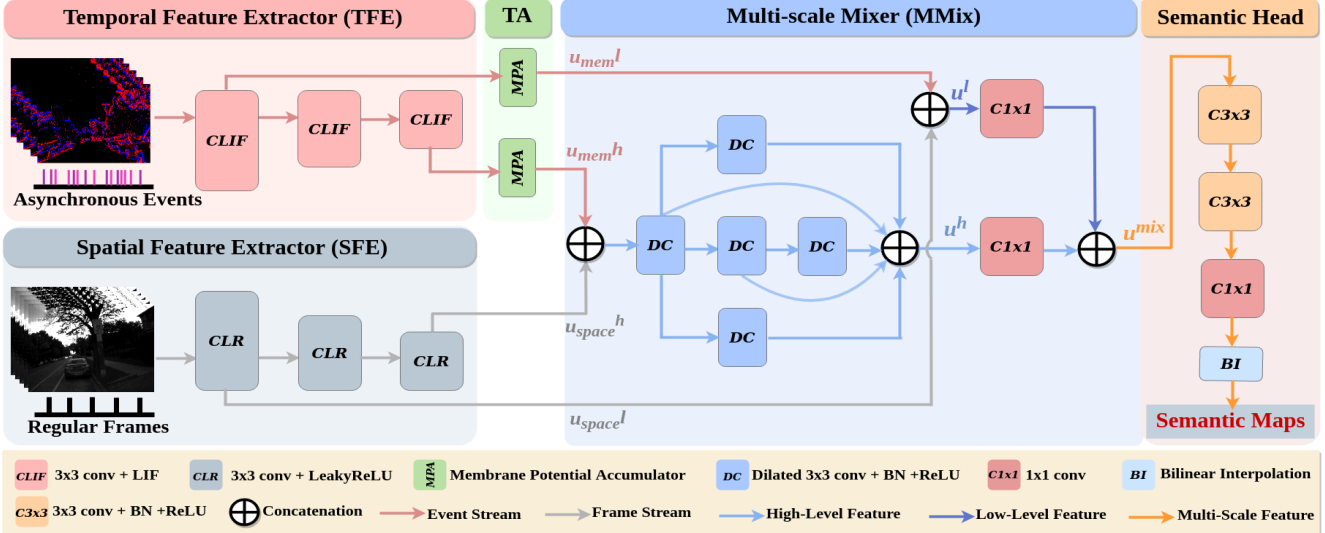 Temporal Feature Extractor (TFE)
TA
Multi-scale Mixer (MMix)
Semantic Head
CLIF
CLIF
CLIF
MPA
MPA
u_mem^l
u_mem^h
Asynchronous Events
Spatial Feature Extractor (SFE)
CLR
CLR
CLR
Regular Frames
u_space^h
u_space^l
DC
DC
DC
DC
DC
u^l
C1x1
u^h
C1x1
u^mix
C3x3
C3x3
C1x1
BI
Semantic Maps
CLIF 3x3 conv + LIF
CLR 3x3 conv + LeakyReLU
MPA Membrane Potential Accumulator
DC Dilated 3x3 conv + BN +ReLU
C1x1 1x1 conv
BI Bilinear Interpolation
C3x3 3x3 conv + BN +ReLU
Concatenation
Event Stream
Frame Stream
High-Level Feature
Low-Level Feature
Multi-Scale Feature